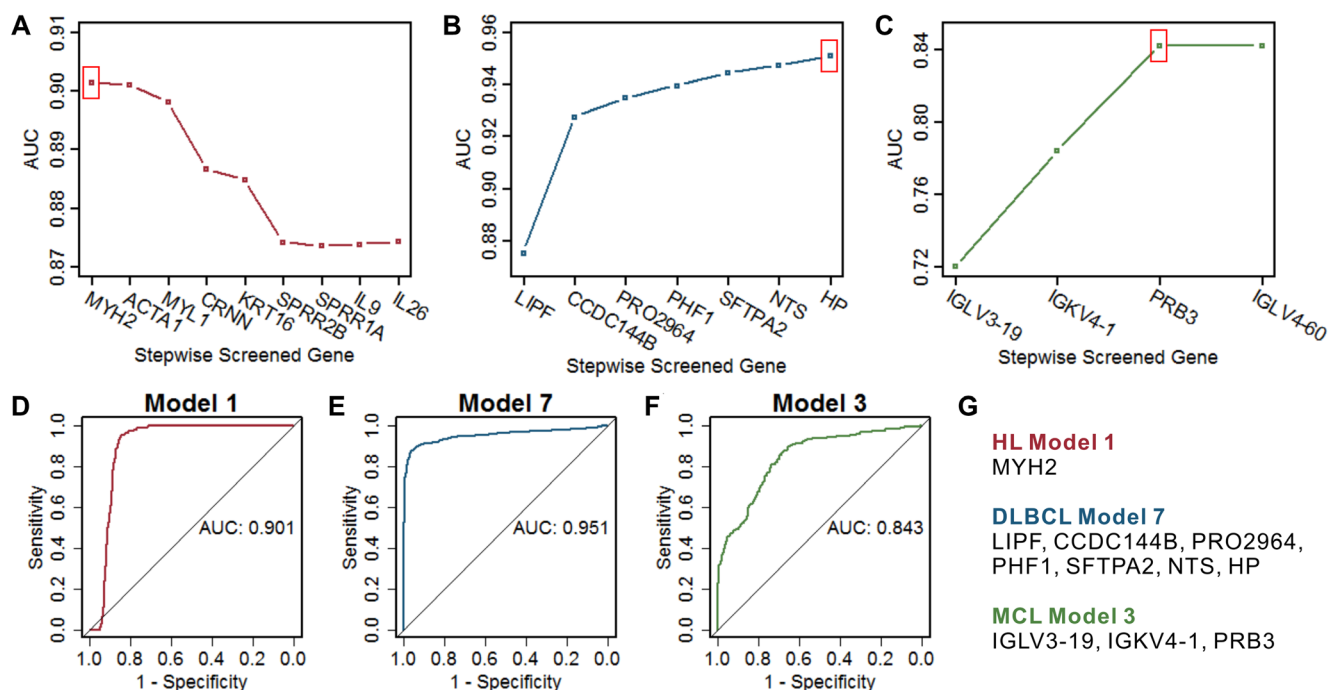 A
AUC
0.91
0.90
0.89
0.88
0.87
MYH2
ACTA1
MYL1
CRNN
KRT16
SPRR2B
SPRR1A
IL9
IL26
Stepwise Screened Gene
B
AUC
0.96
0.94
0.92
0.90
0.88
LIPF
CCDC144B
PRO2964
PHF1
SFTPA2
NTS
HP
Stepwise Screened Gene
C
AUC
0.84
0.80
0.76
0.72
IGLV3-19
IGKV4-1
PRB3
IGLV4-60
Stepwise Screened Gene
D
Model 1
Sensitivity
1.0
0.8
0.6
0.4
0.2
0.0
AUC: 0.901
1.0 0.8 0.6 0.4 0.2 0.0
1 - Specificity
E
Model 7
Sensitivity
1.0
0.8
0.6
0.4
0.2
0.0
AUC: 0.951
1.0 0.8 0.6 0.4 0.2 0.0
1 - Specificity
F
Model 3
Sensitivity
1.0
0.8
0.6
0.4
0.2
0.0
AUC: 0.843
1.0 0.8 0.6 0.4 0.2 0.0
1 - Specificity
G
HL Model 1
MYH2
DLBCL Model 7
LIPF, CCDC144B, PRO2964,
PHF1, SFTPA2, NTS, HP
MCL Model 3
IGLV3-19, IGKV4-1, PRB3